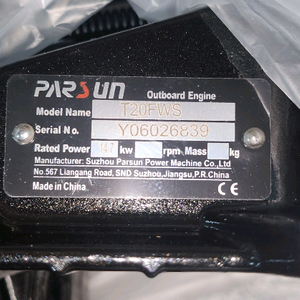 PARSUN Outboard Engine
Model Name T20FWS
Serial No. Y06026839
Rated Power kw rpm Mass kg
Manufacturer: Suzhou Parsun Power Machine Co.,Ltd
No.567 Liangang Road, SND Suzhou,Jiangsu,P.R.China
Made in China CE